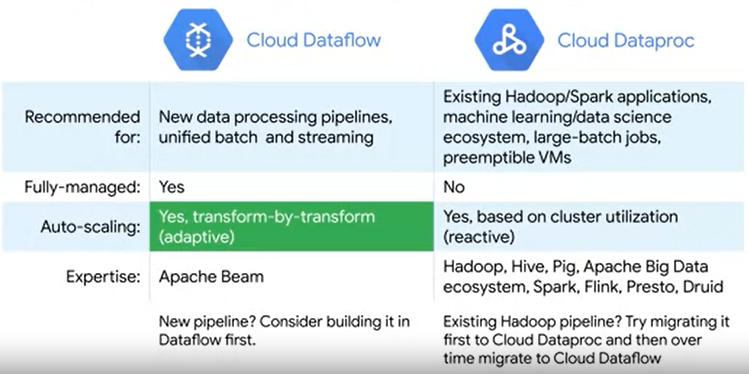 Cloud Dataflow
Cloud Dataproc
Recommended for:
New data processing pipelines,
unified batch and streaming
Existing Hadoop/Spark applications,
machine learning/data science
ecosystem, large-batch jobs,
preemptible VMs
Fully-managed:
Yes
No
Auto-scaling:
Yes, transform-by-transform
(adaptive)
Yes, based on cluster utilization
(reactive)
Expertise:
Apache Beam
Hadoop, Hive, Pig, Apache Big Data
ecosystem, Spark, Flink, Presto, Druid
New pipeline? Consider building it in
Dataflow first.
Existing Hadoop pipeline? Try migrating it
first to Cloud Dataproc and then over
time migrate to Cloud Dataflow